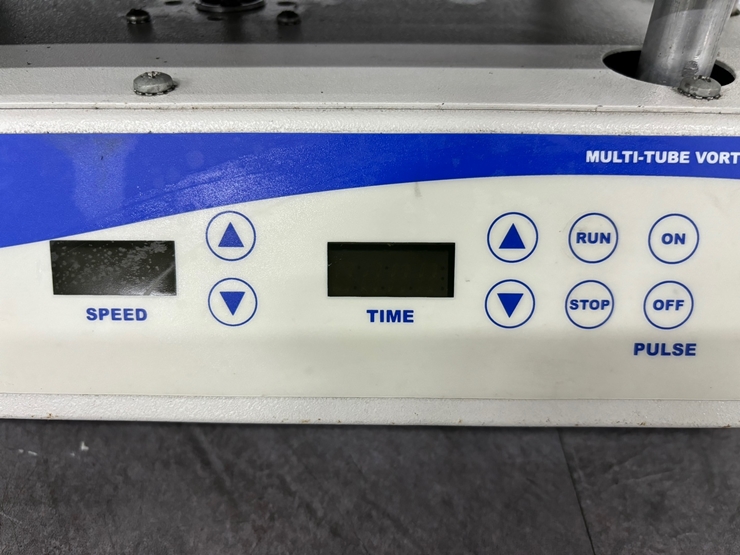 MULTI-TUBE VORT
RUN
ON
SPEED
TIME
STOP
OFF
PULSE